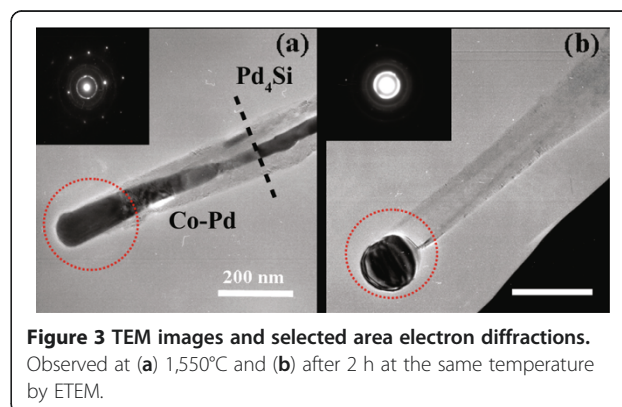 (a)
(b)
Pd₄Si
Co-Pd
200 nm
Figure 3 TEM images and selected area electron diffractions.
Observed at (a) 1,550°C and (b) after 2 h at the same temperature
by ETEM.